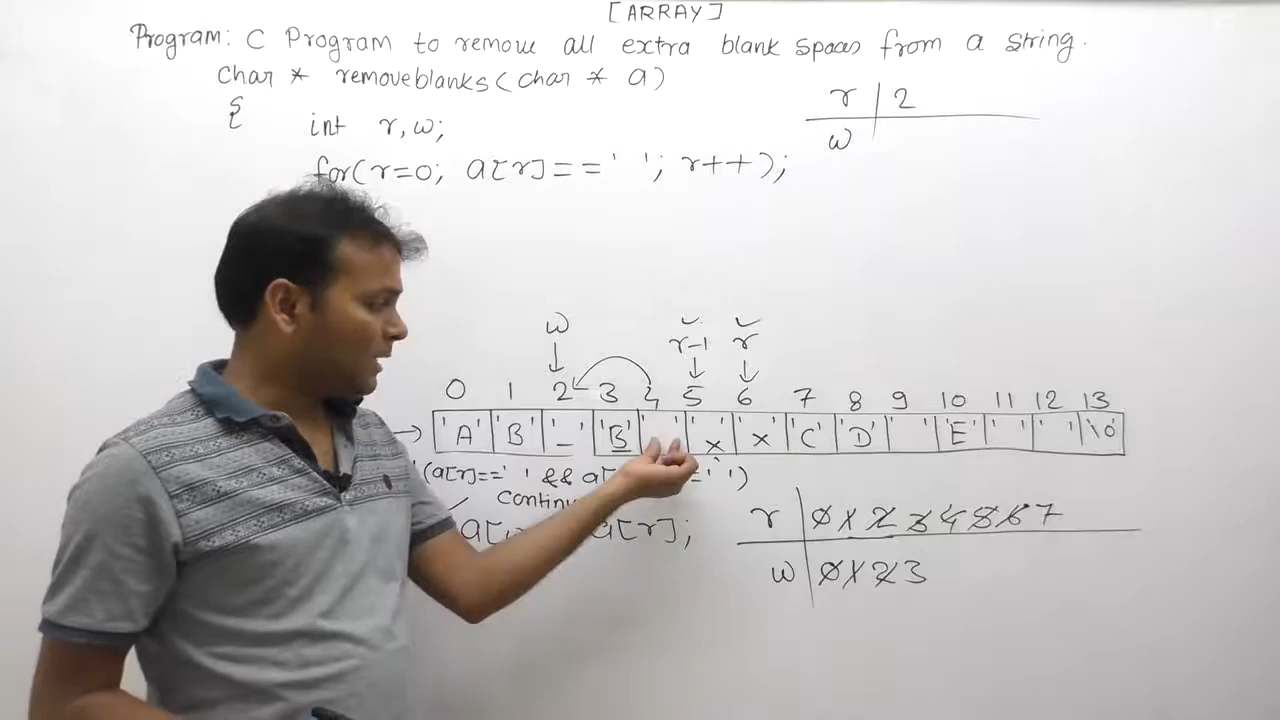 [ARRAY]
Program: C Program to remove all extra blank spaces from a string.
Char * removeblanks(char * a)
{
int r,w;
for(r=0; a[r]==' '; r++);
r | 2
w
w r-1 r
0 1 2 3 4 5 6 7 8 9 10 11 12 13
'A' 'B' '_' 'B' ' ' 'x' 'x' 'C' 'D' ' ' 'E' ' ' ' ' \0
(a[r]==' ' && a[ =' ')
Continu
a[ a[r];
r | 0 1 2 3 4 5 6 7
w | 0 1 2 3